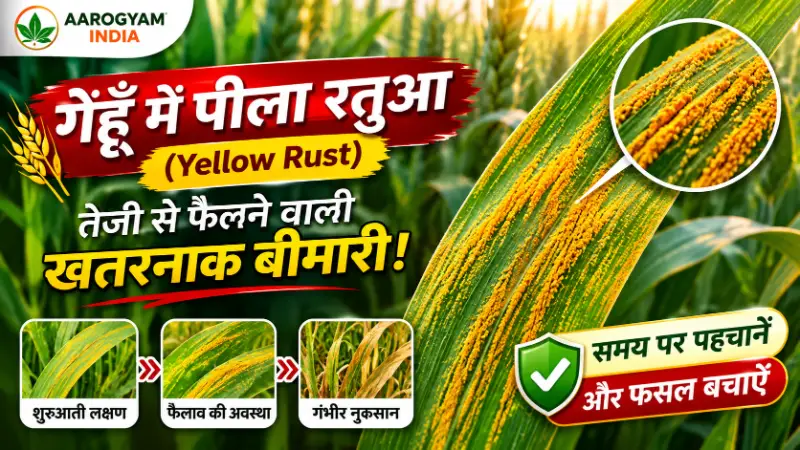 AAROGYAM
INDIA
गेंहूँ में पीला रतुआ
(Yellow Rust)
तेजी से फैलने वाली
खतरनाक बीमारी!
शुरुआती लक्षण
फैलाव की अवस्था
गंभीर नुकसान
समय पर पहचानें
और फसल बचाऐं